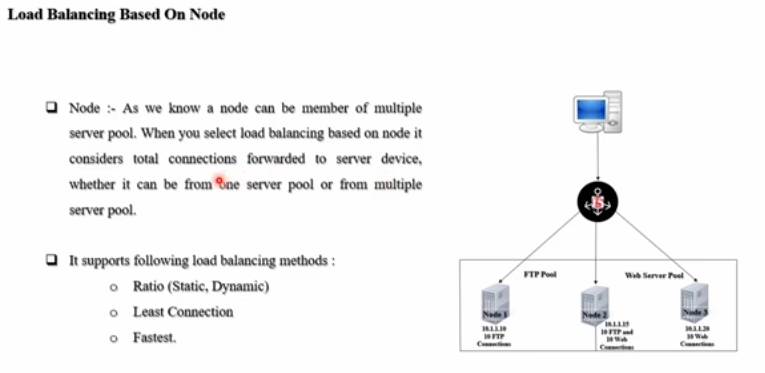 Load Balancing Based On Node
Node :- As we know a node can be member of multiple
server pool. When you select load balancing based on node it
considers total connections forwarded to server device,
whether it can be from one server pool or from multiple
server pool.
It supports following load balancing methods :
Ratio (Static, Dynamic)
Least Connection
Fastest.
FTP Pool
Web Server Pool
Node 1
10.1.1.10
10 FTP
Connections
Node 2
10.1.1.15
10 FTP and
10 Web
Connections
Node 3
10.1.1.20
10 Web
Connections